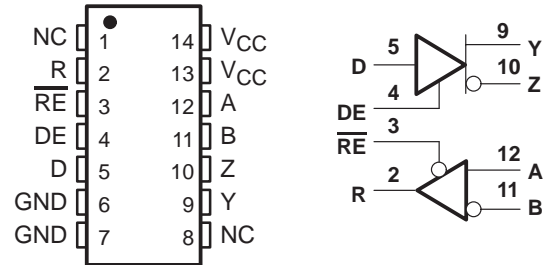 NC 1 14 VCC
R 2 13 VCC
RE 3 12 A
DE 4 11 B
D 5 10 Z
GND 6 9 Y
GND 7 8 NC
5 9
D Y
10
4 Z
DE
3
RE
12
2 A
11
R B